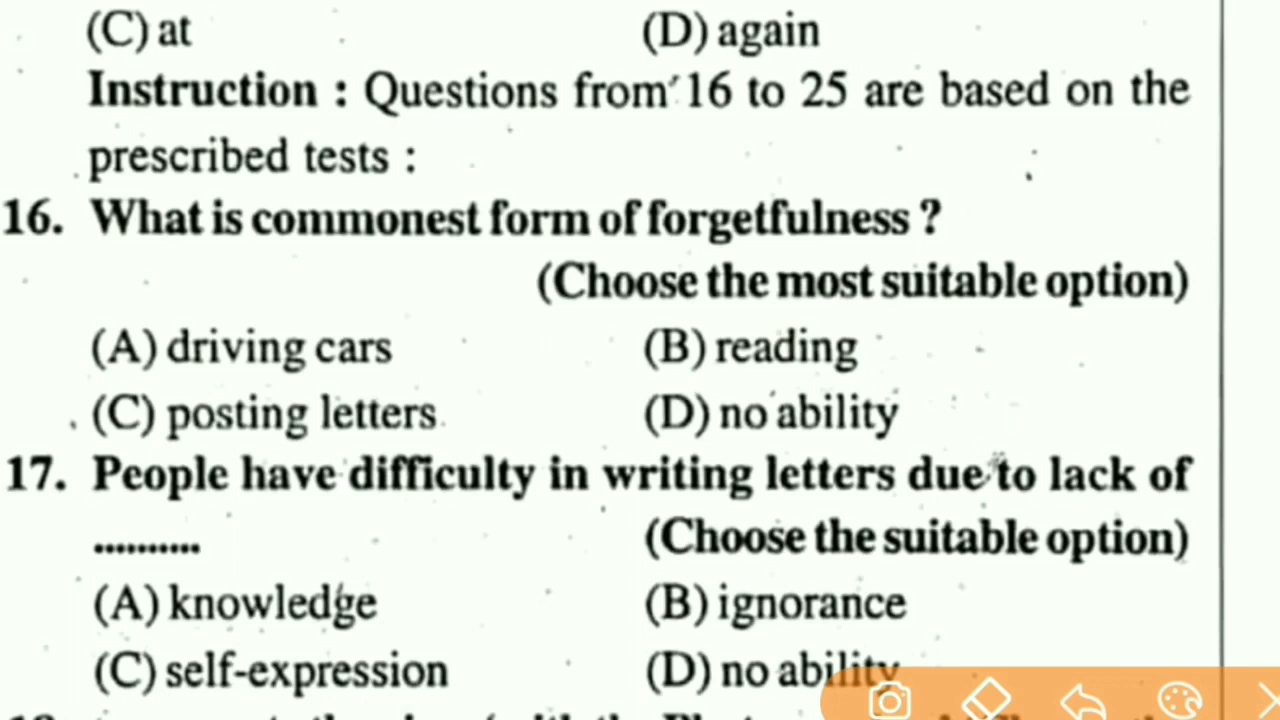 (C) at (D) again
Instruction : Questions from 16 to 25 are based on the
prescribed tests :
16. What is commonest form of forgetfulness ?
(Choose the most suitable option)
(A) driving cars (B) reading
(C) posting letters (D) no ability
17. People have difficulty in writing letters due to lack of
.......... (Choose the suitable option)
(A) knowledge (B) ignorance
(C) self-expression (D) no ability